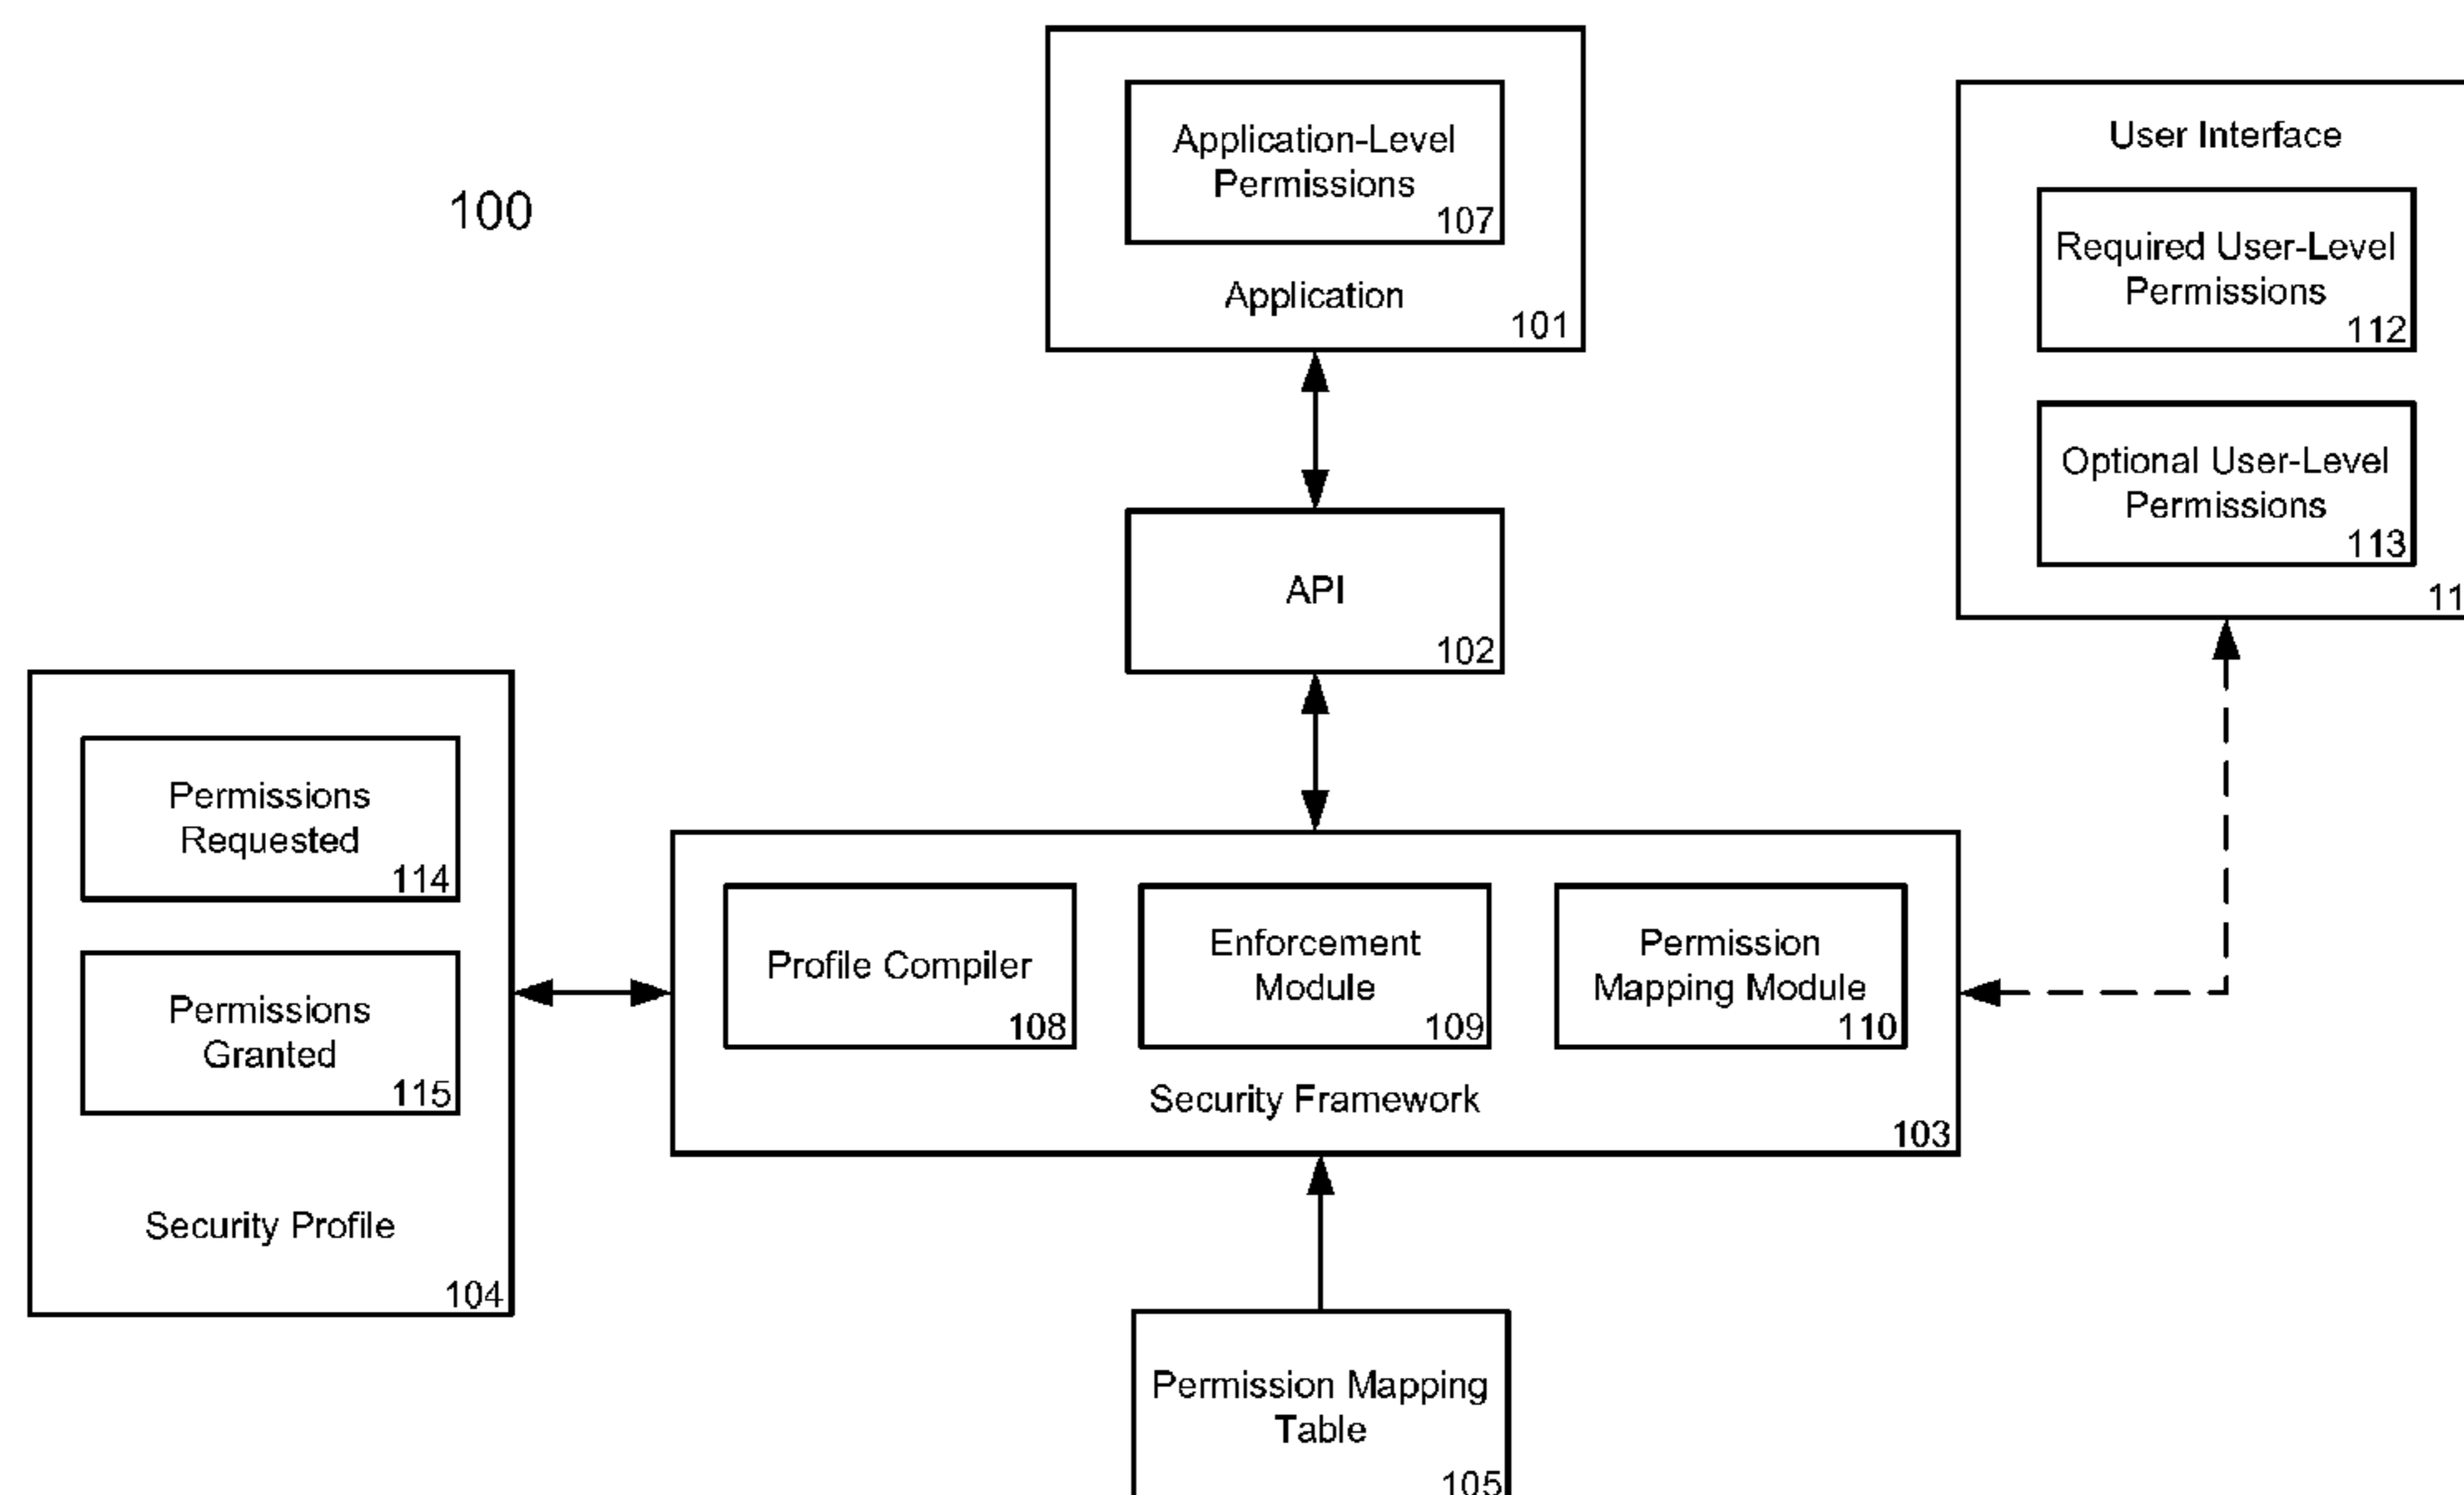 100
Application-Level
Permissions
107
Application
101
User Interface
Required User-Level
Permissions
112
Optional User-Level
Permissions
113
11
API
102
Permissions
Requested
114
Permissions
Granted
115
Security Profile
104
Profile Compiler
108
Enforcement
Module
109
Permission
Mapping Module
110
Security Framework
103
Permission Mapping
Table
105